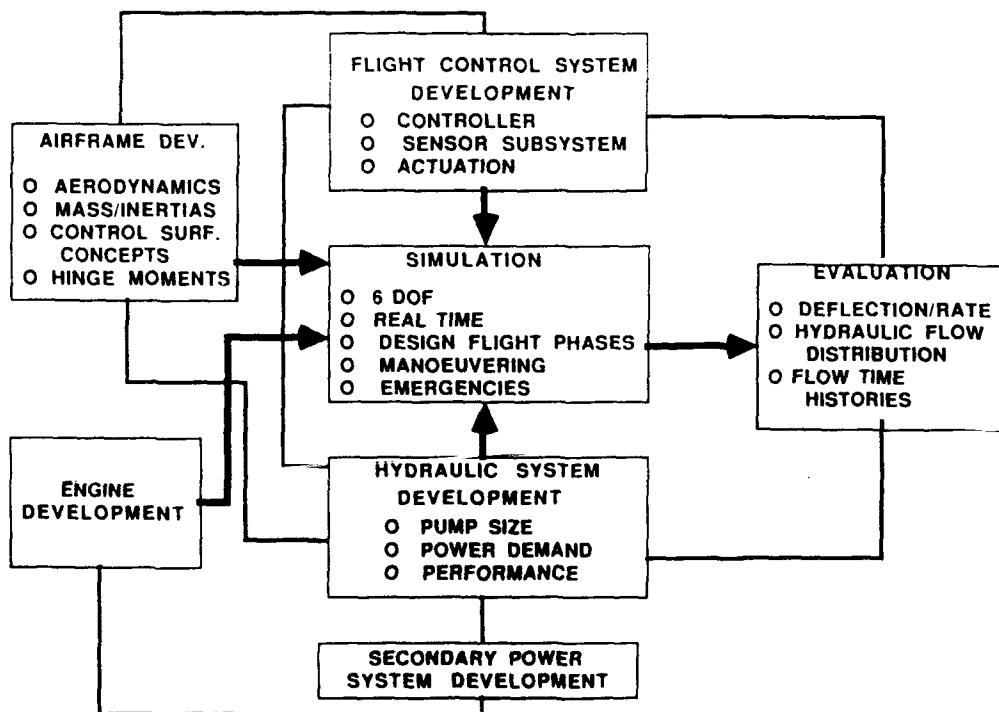 FLIGHT CONTROL SYSTEM
DEVELOPMENT
O CONTROLLER
O SENSOR SUBSYSTEM
O ACTUATION
AIRFRAME DEV.
O AERODYNAMICS
O MASS/INERTIAS
O CONTROL SURF.
CONCEPTS
O HINGE MOMENTS
SIMULATION
O 6 DOF
O REAL TIME
O DESIGN FLIGHT PHASES
O MANOEUVERING
O EMERGENCIES
EVALUATION
O DEFLECTION/RATE
O HYDRAULIC FLOW
DISTRIBUTION
O FLOW TIME
HISTORIES
ENGINE
DEVELOPMENT
HYDRAULIC SYSTEM
DEVELOPMENT
O PUMP SIZE
O POWER DEMAND
O PERFORMANCE
SECONDARY POWER
SYSTEM DEVELOPMENT